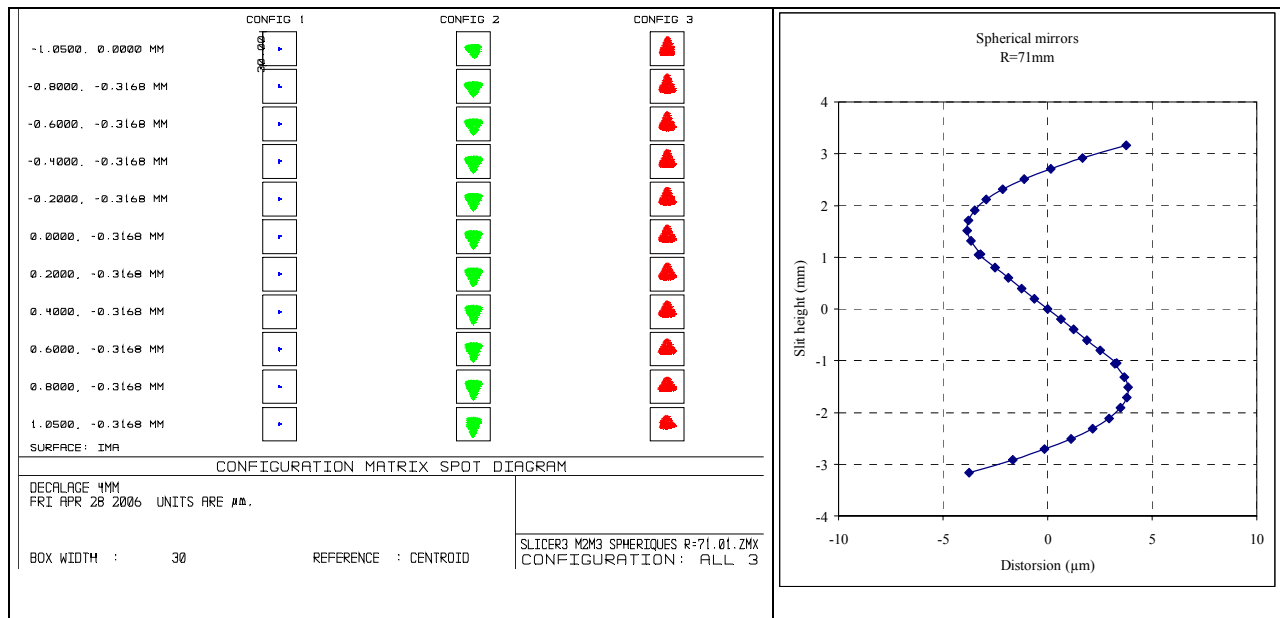 CONFIG 1 CONFIG 2 CONFIG 3
30.00
-1.0500, 0.0000 MM
-0.8000, -0.3168 MM
-0.6000, -0.3168 MM
-0.4000, -0.3168 MM
-0.2000, -0.3168 MM
0.0000, -0.3168 MM
0.2000, -0.3168 MM
0.4000, -0.3168 MM
0.6000, -0.3168 MM
0.8000, -0.3168 MM
1.0500, -0.3168 MM
SURFACE: IMA
CONFIGURATION MATRIX SPOT DIAGRAM
DECALAGE 4MM
FRI APR 28 2006 UNITS ARE µm.
BOX WIDTH : 30 REFERENCE : CENTROID
SLICER3 M2M3 SPHERIQUES R=71.01.ZMX
CONFIGURATION: ALL 3
Spherical mirrors
R=71mm
4
3
2
1
0
-1
-2
-3
-4
Slit height (mm)
-10 -5 0 5 10
Distorsion (µm)